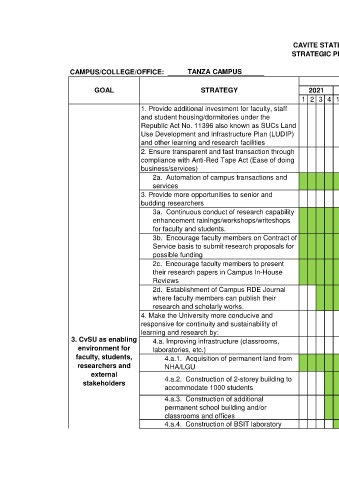 CAVITE STAT
STRATEGIC P
CAMPUS/COLLEGE/OFFICE: TANZA CAMPUS
GOAL STRATEGY 2021
1 2 3 4 1
1. Provide additional investment for faculty, staff
and student housing/dormitories under the
Republic Act No. 11396 also known as SUCs Land
Use Development and Infrastructure Plan (LUDIP)
and other learning and research facilities
2. Ensure transparent and fast transaction through
compliance with Anti-Red Tape Act (Ease of doing
business/services)
2a. Automation of campus transactions and
services
3. Provide more opportunities to senior and
budding researchers
3a. Continuous conduct of research capability
enhancement rainings/workshops/writeshops
for faculty and students.
3b. Encourage faculty members on Contract of
Service basis to submit research proposals for
possible funding
2c. Encourage faculty members to present
their research papers in Campus In-House
Reviews
2d. Establishment of Campus RDE Journal
where faculty members can publish their
research and scholarly works.
4. Make the University more conducive and
responsive for continuity and sustainability of
learning and research by:
3. CvSU as enabling
environment for
faculty, students,
researchers and
external
stakeholders
4.a. Improving infrastructure (classrooms,
laboratories, etc.)
4.a.1. Acquisition of permanent land from
NHA/LGU
4.a.2. Construction of 2-storey building to
accommodate 1000 students
4.a.3. Construction of additional
permanent school building and/or
classrooms and offices
4.a.4. Construction of BSIT laboratory